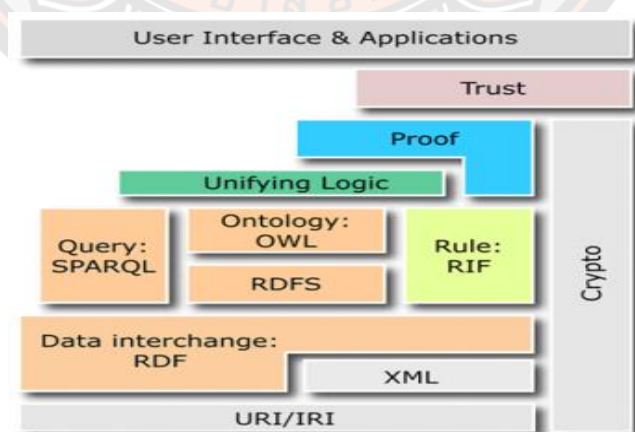 User Interface & Applications
Trust
Proof
Unifying Logic
Query:
SPARQL
Ontology:
OWL
RDFS
Rule:
RIF
Crypto
Data interchange:
RDF
XML
URI/IRI